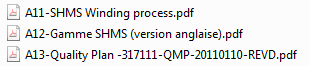 A11-SHMS Winding process.pdf
A12-Gamme SHMS (version anglaise).pdf
A13-Quality Plan -317111-QMP-20110110-REVD.pdf